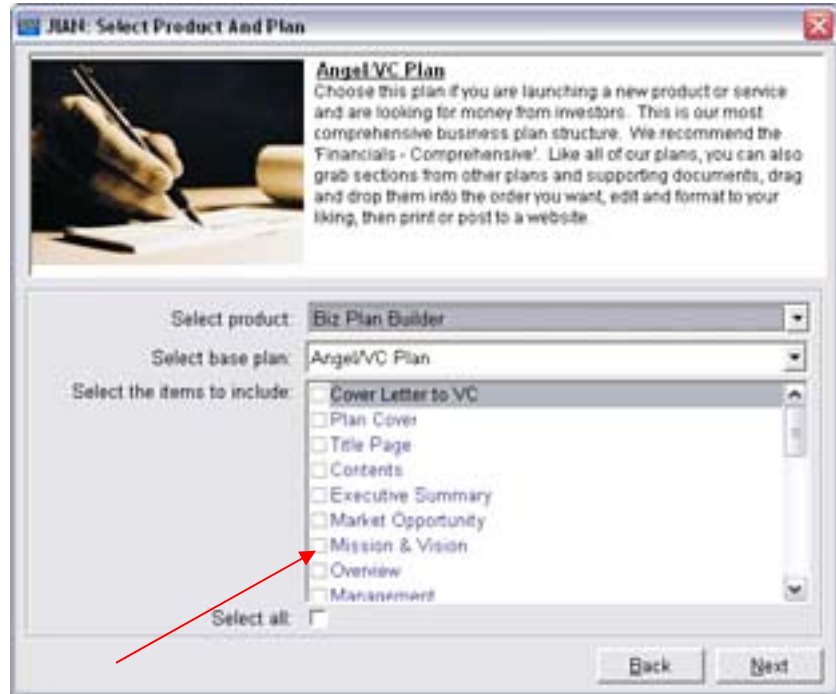 JIAN: Select Product And Plan
Angel/VC Plan
Choose this plan if you are launching a new product or service
and are looking for money from investors. This is our most
comprehensive business plan structure. We recommend the
'Financials - Comprehensive'. Like all of our plans, you can also
grab sections from other plans and supporting documents, drag
and drop them into the order you want, edit and format to your
liking, then print or post to a website.
Select product: Biz Plan Builder
Select base plan: Angel/VC Plan
Select the items to include: Cover Letter to VC
Plan Cover
Title Page
Contents
Executive Summary
Market Opportunity
Mission & Vision
Overview
Management
Select all:
Back Next